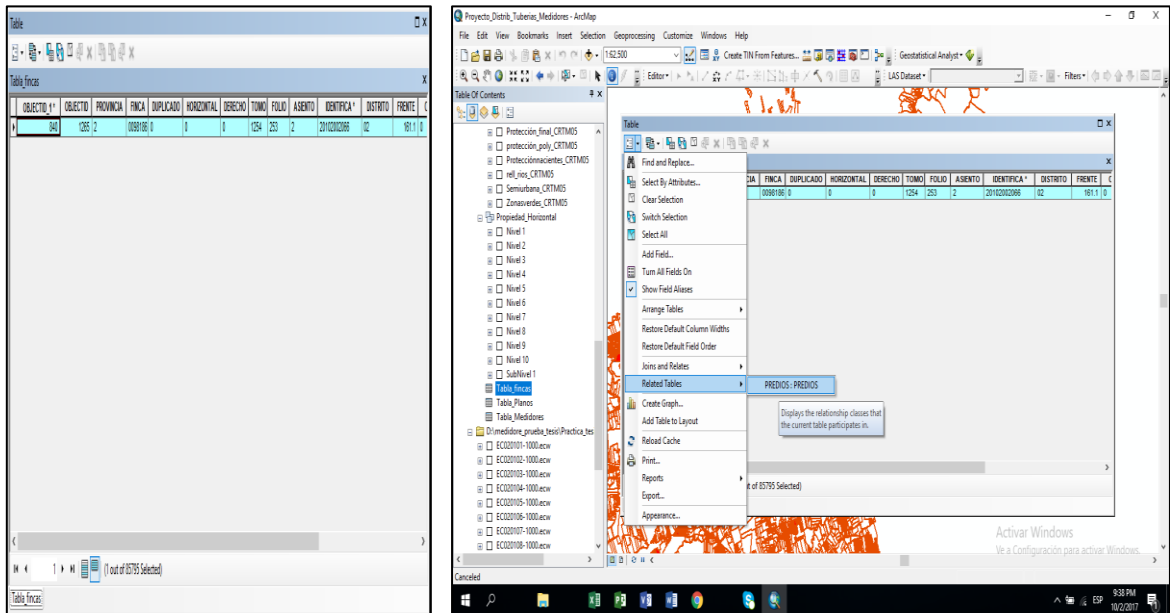 Table
Tabla_fincas
OBJECTID_1 * OBJECTID PROVINCIA FINCA DUPLICADO HORIZONTAL DERECHO TOMO FOLIO ASIENTO IDENTIFICA * DISTRITO FRENTE C
840 1265 2 0098186 0 0 0 1254 253 2 20102002066 02 161.1 0
1
(1 out of 85795 Selected)
Tabla_fincas
Proyecto_Distrib_Tuberias_Medidores - ArcMap
File Edit View Bookmarks Insert Selection Geoprocessing Customize Windows Help
1:62,500
Create TIN From Features...
Geostatistical Analyst
Editor
LAS Dataset
Filters
Table Of Contents
Protección_final_CRTM05
protección_poly_CRTM05
Protecciónnacientes_CRTM05
rell_rios_CRTM05
Semiurbana_CRTM05
Zonasverdes_CRTM05
Propiedad_Horizontal
Nivel 1
Nivel 2
Nivel 3
Nivel 4
Nivel 5
Nivel 6
Nivel 7
Nivel 8
Nivel 9
Nivel 10
SubNivel 1
Tabla_fincas
Tabla_Planos
Tabla_Medidores
D:\medidore_prueba_tesis\Practica_tes
EC020101-1000.ecw
EC020102-1000.ecw
EC020103-1000.ecw
EC020104-1000.ecw
EC020105-1000.ecw
EC020106-1000.ecw
EC020107-1000.ecw
EC020108-1000.ecw
Table
CIA FINCA DUPLICADO HORIZONTAL DERECHO TOMO FOLIO ASIENTO IDENTIFICA * DISTRITO FRENTE C
0098186 0 0 0 1254 253 2 20102002066 02 161.1 0
Find and Replace...
Select By Attributes...
Clear Selection
Switch Selection
Select All
Add Field...
Turn All Fields On
Show Field Aliases
Arrange Tables
Restore Default Column Widths
Restore Default Field Order
Joins and Relates
Related Tables
PREDIOS : PREDIOS
Displays the relationship classes that
the current table participates in.
Create Graph...
Add Table to Layout
Reload Cache
Print...
Reports
Export...
Appearance...
t of 85795 Selected)
Activar Windows
Ve a Configuración para activar Windows.
Canceled
ESP
9:38 PM
10/2/2017